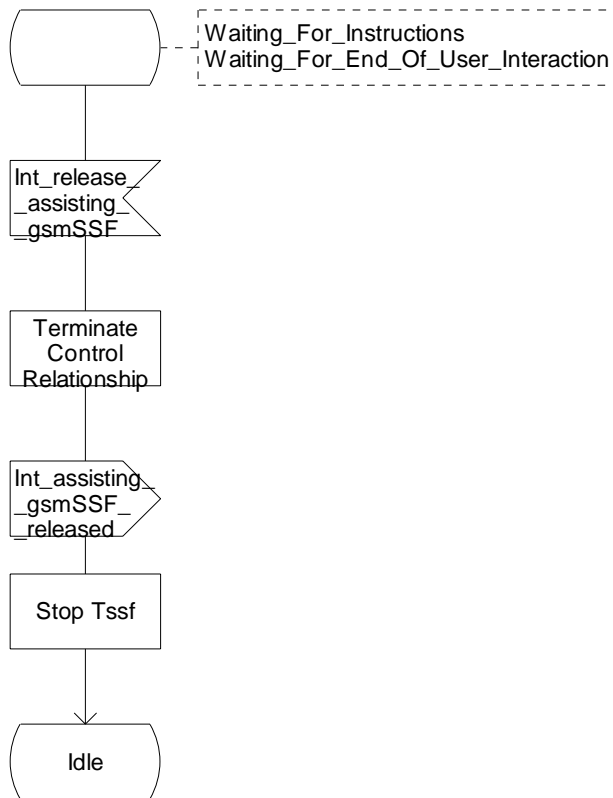 Waiting_For_Instructions
Waiting_For_End_Of_User_Interaction
Int_release_
_assisting_
_gsmSSF
Terminate
Control
Relationship
Int_assisting_
_gsmSSF_
_released
Stop Tssf
Idle